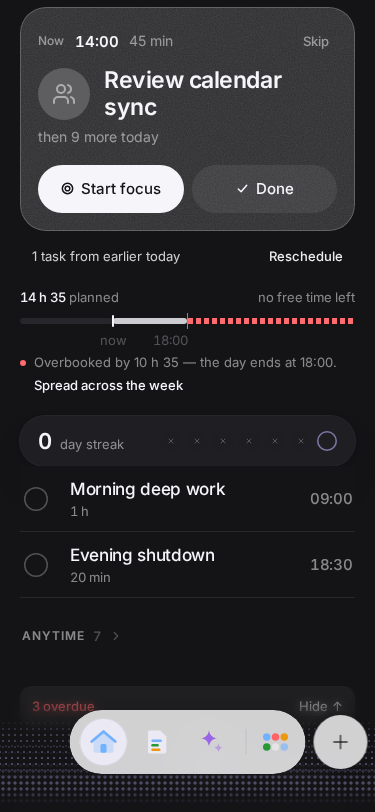 Now 14:00 45 min Skip
Review calendar
sync
then 9 more today
Start focus Done
1 task from earlier today Reschedule
14 h 35 planned no free time left
now 18:00
Overbooked by 10 h 35 — the day ends at 18:00.
Spread across the week
0 day streak
Morning deep work
1 h
09:00
Evening shutdown
20 min
18:30
ANYTIME 7
3 overdue Hide ↑